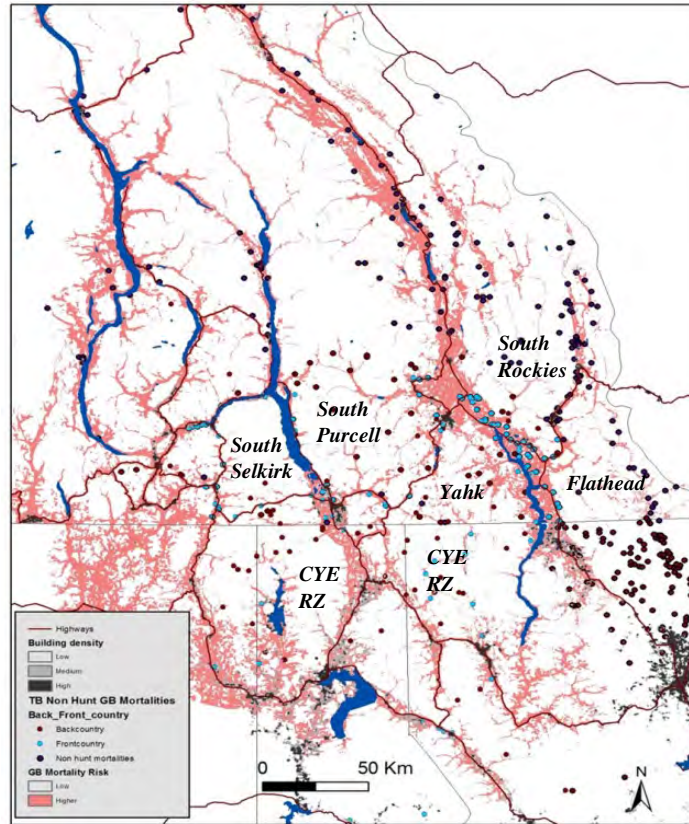 South
Rockies
South
Purcell
South
Selkirk
Yahk
Flathead
CYE
RZ
CYE
RZ
Highways
Building density
Low
Medium
High
TB Non Hunt GB Mortalities
Back_Front_country
Backcountry
Frontcountry
Non hunt mortalities
GB Mortality Risk
Low
Higher
0 50 Km
N